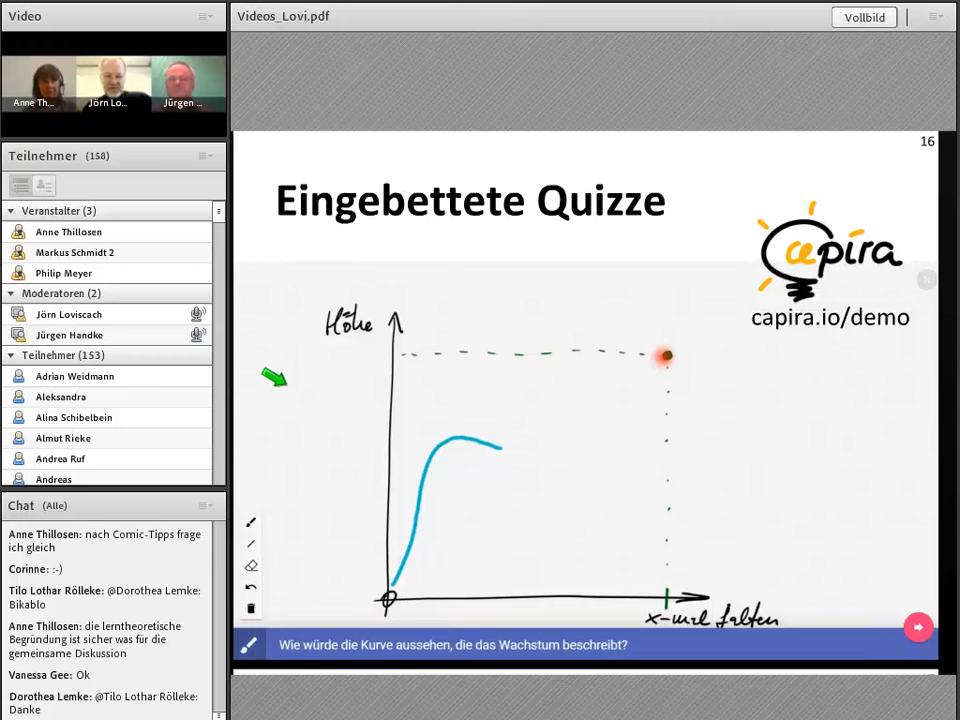 Video
Anne Th...
Jörn Lo...
Jürgen ...
Teilnehmer (158)
Veranstalter (3)
Anne Thillosen
Markus Schmidt 2
Philip Meyer
Moderatoren (2)
Jörn Loviscach
Jürgen Handke
Teilnehmer (153)
Adrian Weidmann
Aleksandra
Alina Schibelbein
Almut Rieke
Andrea Ruf
Andreas
Chat (Alle)
Anne Thillosen: nach Comic-Tipps frage
ich gleich
Corinne: :-)
Tilo Lothar Rölleke: @Dorothea Lemke:
Bikablo
Anne Thillosen: die lerntheoretische
Begründung ist sicher was für die
gemeinsame Diskussion
Vanessa Gee: Ok
Dorothea Lemke: @Tilo Lothar Rölleke:
Danke
Videos_Lovi.pdf
Vollbild
16
Eingebettete Quizze
capira
capira.io/demo
Höhe
x-mal falten
Wie würde die Kurve aussehen, die das Wachstum beschreibt?